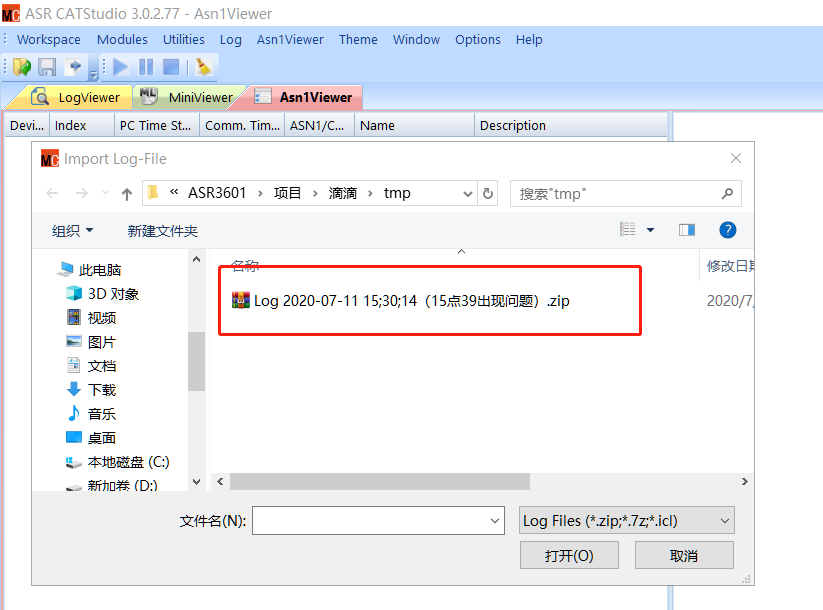 ASR CATStudio 3.0.2.77 - Asn1Viewer
Workspace Modules Utilities Log Asn1Viewer Theme Window Options Help
LogViewer MiniViewer Asn1Viewer
Devi... Index PC Time St... Comm. Tim... ASN1/C... Name Description
Import Log-File
« ASR3601 › 项目 › 滴滴 › tmp
搜索"tmp"
组织 新建文件夹
名称 修改日期
此电脑
3D 对象
Log 2020-07-11 15;30;14（15点39出现问题）.zip 2020/7/
视频
图片
文档
下载
音乐
桌面
本地磁盘 (C:)
新加卷 (D:)
文件名(N): Log Files (*.zip;*.7z;*.icl)
打开(O) 取消